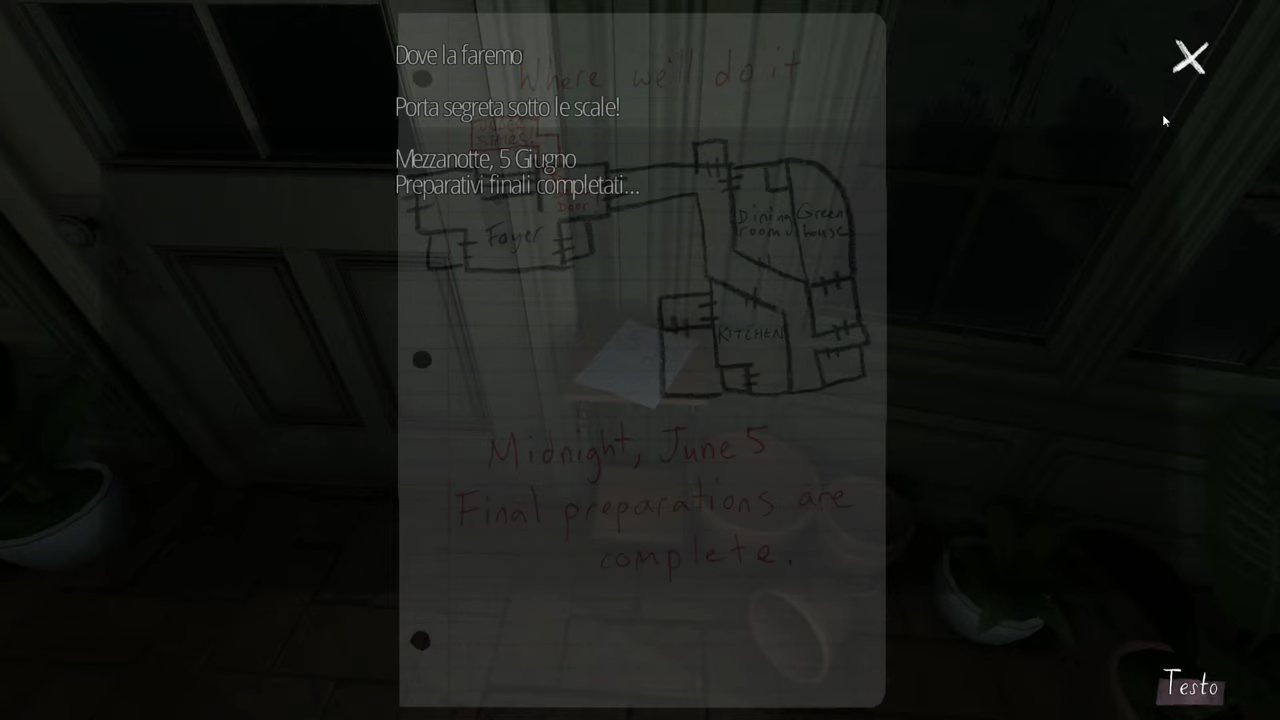 Dove la faremo
Where we'll do it
Porta segreta sotto le scale!
Mezzanotte, 5 Giugno
Preparativi finali completati...
Door
Foyer
Dining room
Green house
KITCHEN
Midnight, June 5
Final preparations are
complete.
Testo